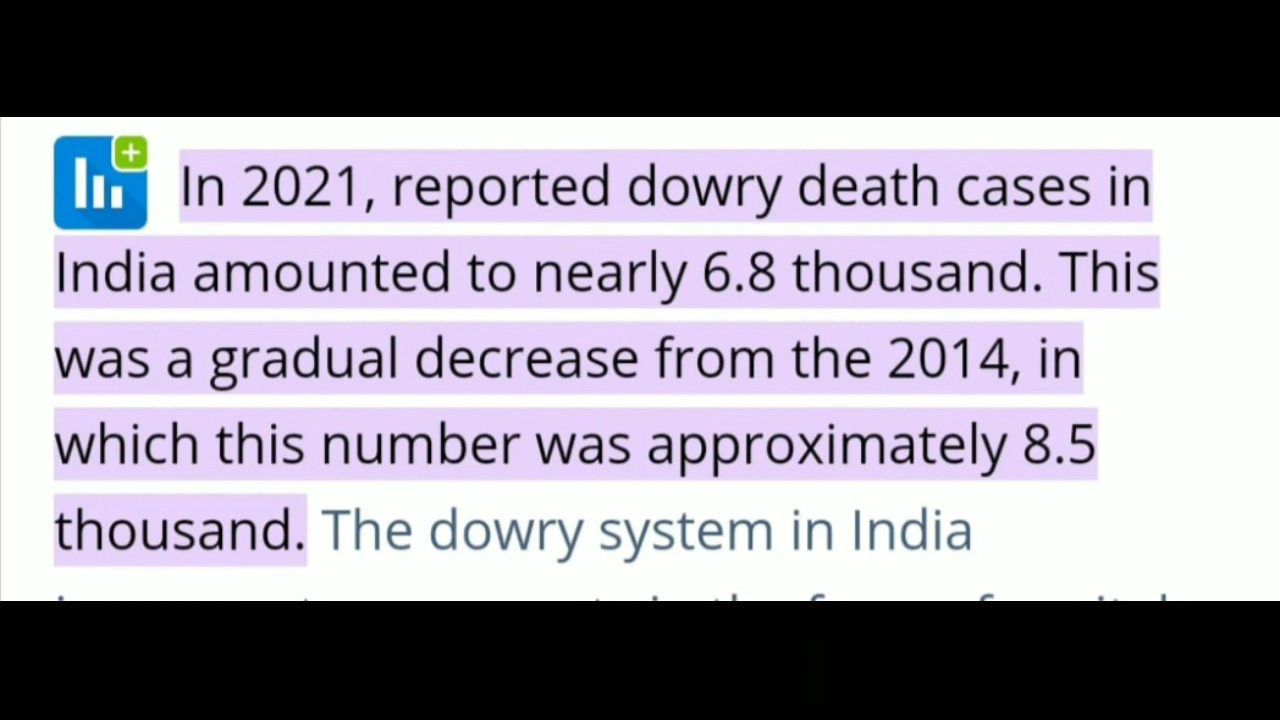 In 2021, reported dowry death cases in
India amounted to nearly 6.8 thousand. This
was a gradual decrease from the 2014, in
which this number was approximately 8.5
thousand. The dowry system in India